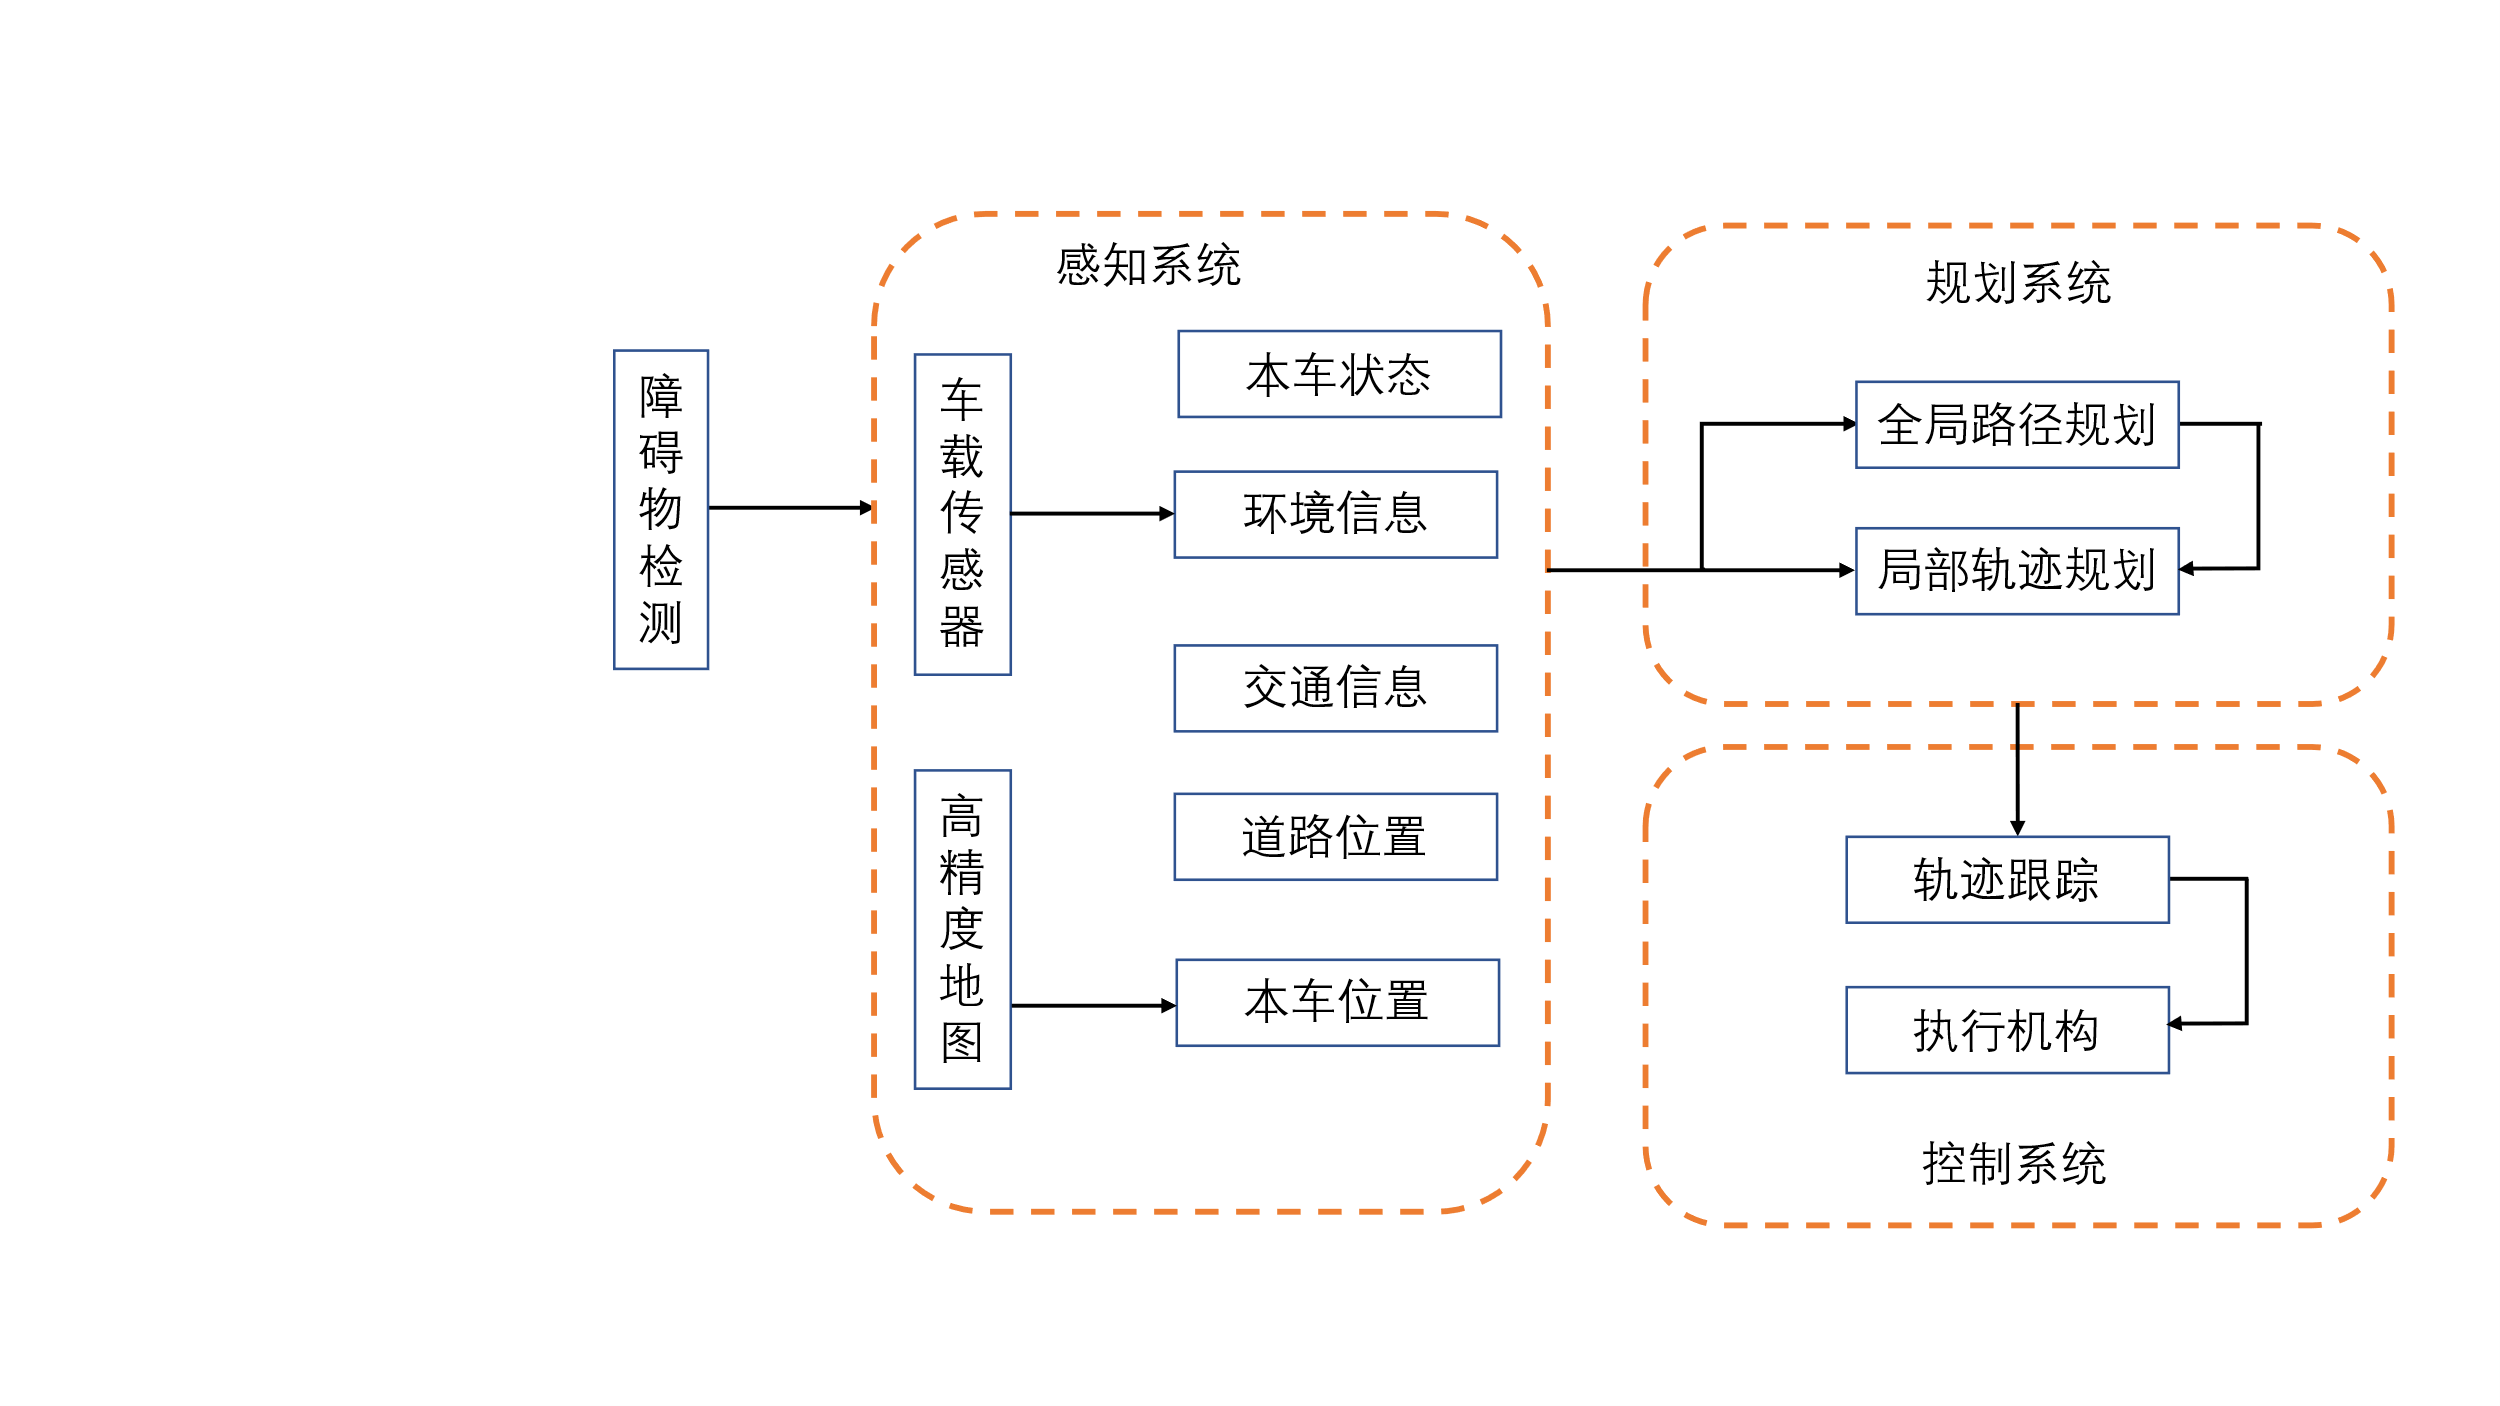 障碍物检测
感知系统
车载传感器
本车状态
环境信息
交通信息
高精度地图
道路位置
本车位置
规划系统
全局路径规划
局部轨迹规划
轨迹跟踪
执行机构
控制系统